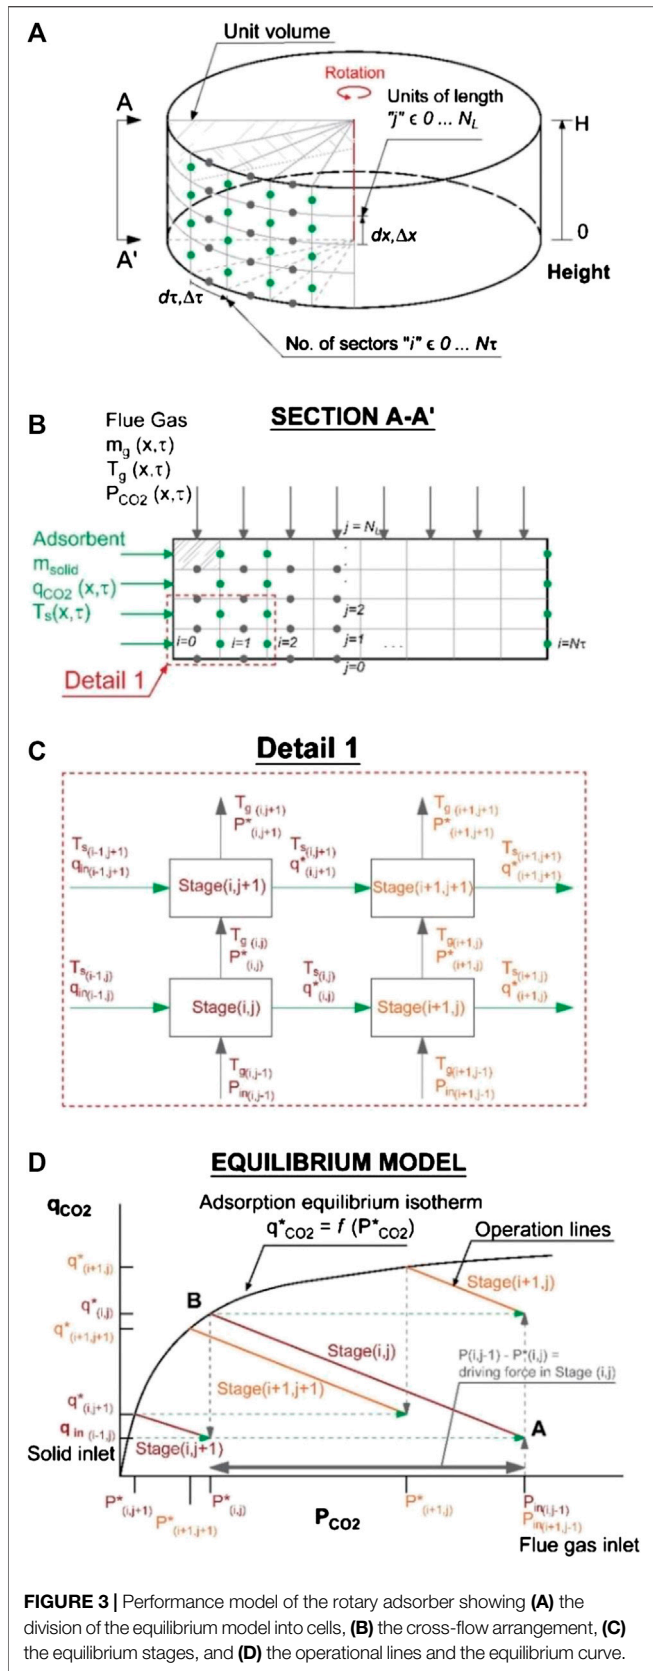 A
Unit volume
Rotation
Units of length
"j" ϵ 0 ... N_L
A
H
A'
0
dx,Δx
Height
dτ,Δτ
No. of sectors "i" ϵ 0 ... Nτ
B
Flue Gas
SECTION A-A'
m_g (x,τ)
T_g (x,τ)
P_CO2 (x,τ)
j = N_L
Adsorbent
m_solid
q_CO2 (x,τ)
T_s(x,τ)
j=2
i=0
i=1
i=2
j=1
...
i=Nτ
j=0
Detail 1
C
Detail 1
T_g (i,j+1)
P*_(i,j+1)
T_g(i+1,j+1)
P*_(i+1,j+1)
T_s(i-1,j+1)
q_in(i-1,j+1)
T_s(i,j+1)
q*_(i,j+1)
T_s(i+1,j+1)
q*_(i+1,j+1)
Stage(i,j+1)
Stage(i+1,j+1)
T_g (i,j)
P*_(i,j)
T_g(i+1,j)
P*_(i+1,j)
T_s(i-1,j)
q_in(i-1,j)
T_s(i,j)
q*_(i,j)
T_s(i+1,j)
q*_(i+1,j)
Stage(i,j)
Stage(i+1,j)
T_g(i,j-1)
P_in(i,j-1)
T_g(i+1,j-1)
P_in(i+1,j-1)
D
EQUILIBRIUM MODEL
q_CO2
Adsorption equilibrium isotherm
q*_CO2 = f (P*_CO2)
Operation lines
q*_(i+1,j)
Stage(i+1,j)
q*_(i,j)
B
q*_(i+1,j+1)
Stage(i,j)
P(i,j-1) - P*(i,j) =
driving force in Stage (i,j)
Stage(i+1,j+1)
q*_(i,j+1)
q_in (i-1,j)
A
Solid inlet
Stage(i,j+1)
P*_(i,j+1)
P*_(i,j)
P*_(i+1,j)
P_in(i,j-1)
P*_(i+1,j+1)
P_CO2
P_in(i+1,j-1)
Flue gas inlet
FIGURE 3 | Performance model of the rotary adsorber showing (A) the
division of the equilibrium model into cells, (B) the cross-flow arrangement, (C)
the equilibrium stages, and (D) the operational lines and the equilibrium curve.